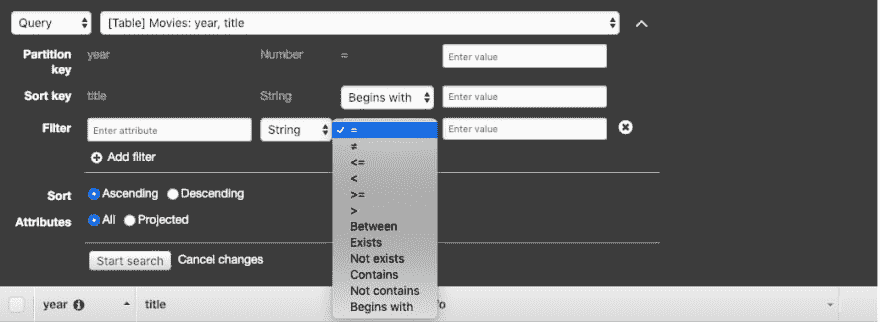 Query [Table] Movies: year, title
Partition key year Number = Enter value
Sort key title String Begins with Enter value
Filter Enter attribute String ✓ = Enter value
≠
Add filter
<=
<
Sort Ascending Descending
>=
>
Attributes All Projected
Between
Exists
Start search Cancel changes
Not exists
Contains
Not contains
year title
Begins with